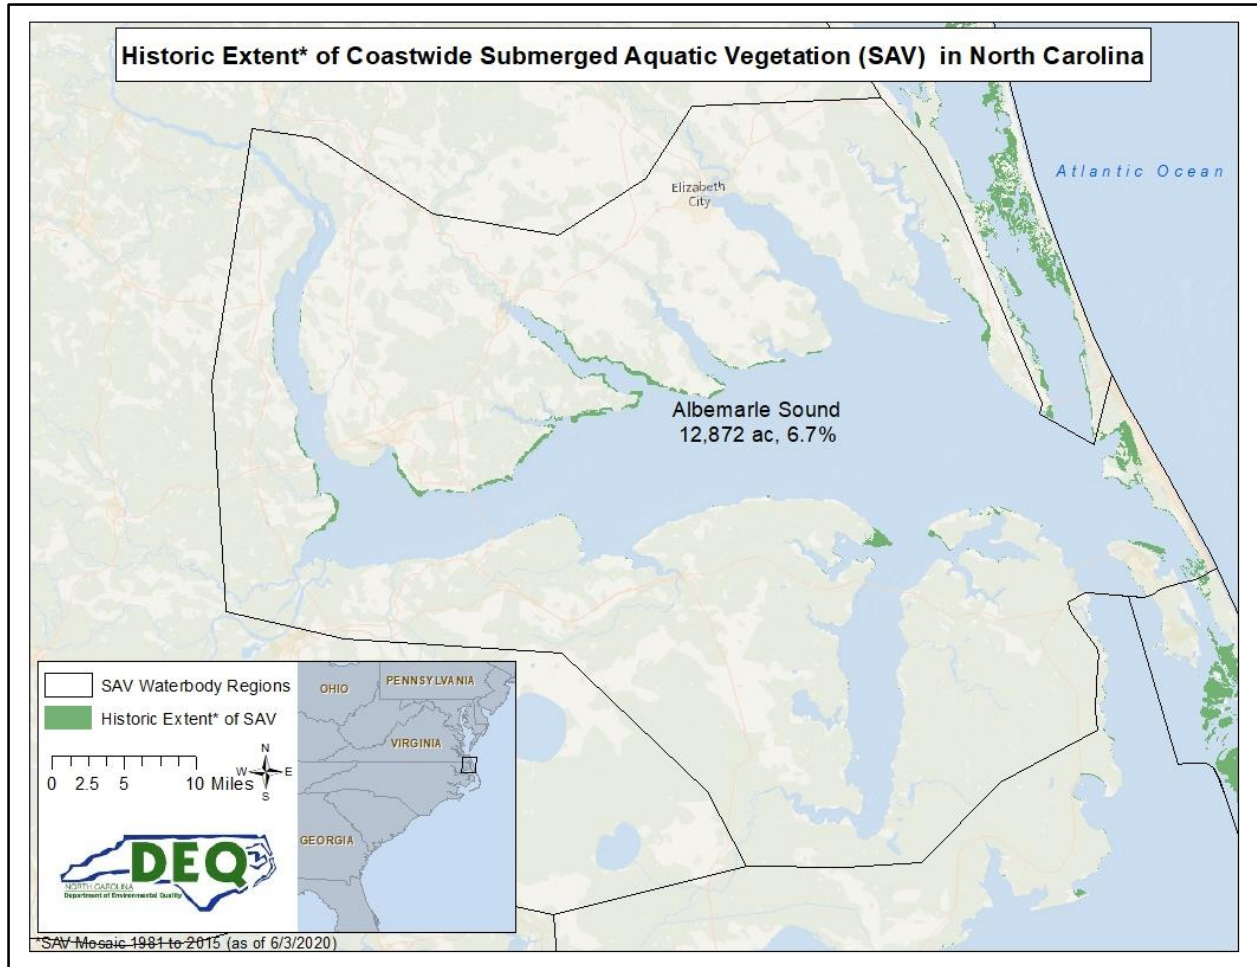 Historic Extent* of Coastwide Submerged Aquatic Vegetation (SAV) in North Carolina
Atlantic Ocean
Elizabeth
City
Albemarle Sound
12,872 ac, 6.7%
SAV Waterbody Regions
Historic Extent* of SAV
0 2.5 5 10 Miles
N
W E
S
OHIO
PENNSYLVANIA
VIRGINIA
GEORGIA
DEQ
NORTH CAROLINA
Department of Environmental Quality
*SAV Mosaic 1981 to 2015 (as of 6/3/2020)